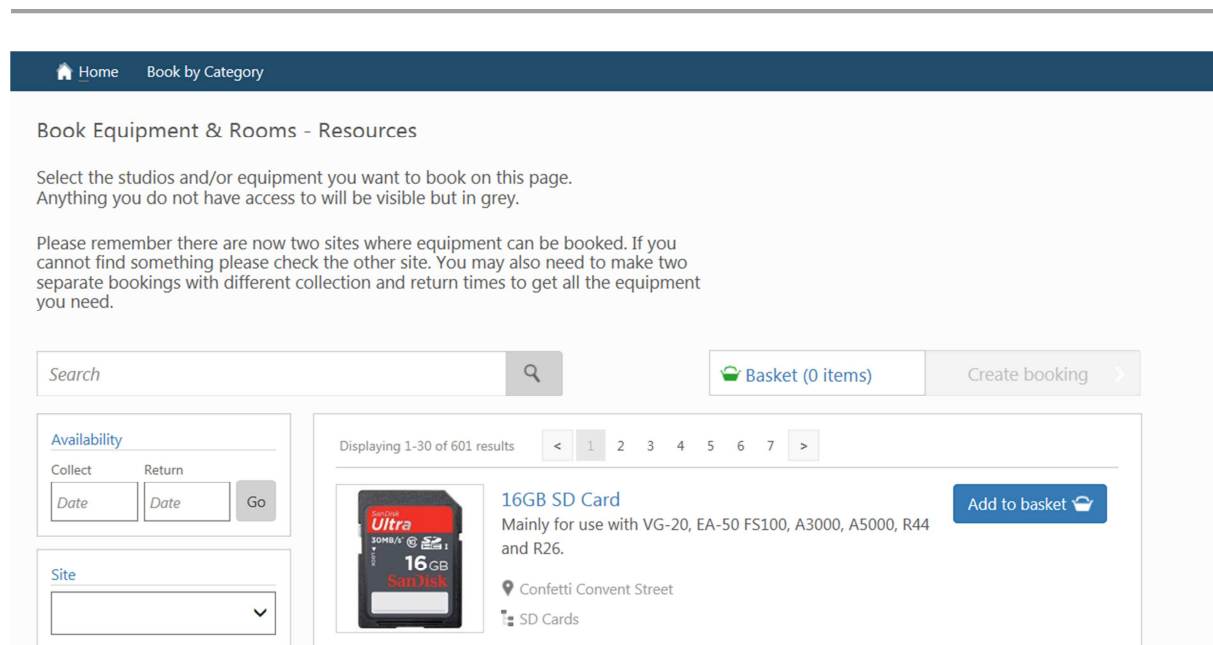 Home Book by Category
Book Equipment & Rooms - Resources
Select the studios and/or equipment you want to book on this page.
Anything you do not have access to will be visible but in grey.
Please remember there are now two sites where equipment can be booked. If you
cannot find something please check the other site. You may also need to make two
separate bookings with different collection and return times to get all the equipment
you need.
Search
Basket (0 items)
Create booking
Availability
Collect Return
Date Date Go
Site
Displaying 1-30 of 601 results < 1 2 3 4 5 6 7 >
SanDisk
Ultra
30MB/s
LOCK
16GB
SanDisk
16GB SD Card
Mainly for use with VG-20, EA-50 FS100, A3000, A5000, R44
and R26.
Confetti Convent Street
SD Cards
Add to basket